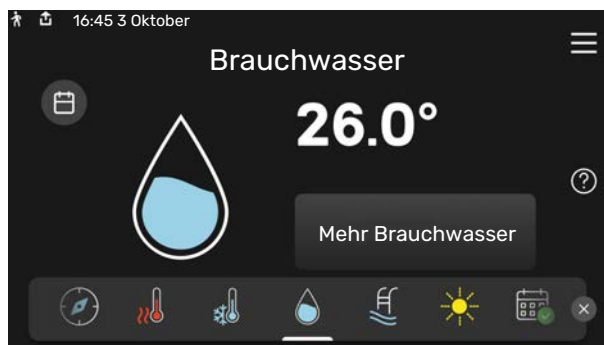 16:45 3 Oktober
Brauchwasser
26.0°
?
Mehr Brauchwasser